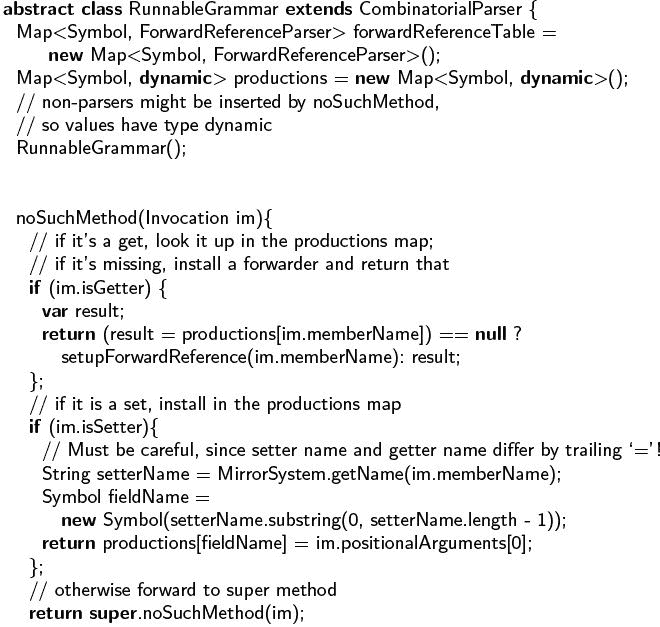 abstract class RunnableGrammar extends CombinatorialParser {
Map<Symbol, ForwardReferenceParser> forwardReferenceTable =
new Map<Symbol, ForwardReferenceParser>();
Map<Symbol, dynamic> productions = new Map<Symbol, dynamic>();
// non-parsers might be inserted by noSuchMethod,
// so values have type dynamic
RunnableGrammar();
noSuchMethod(Invocation im){
// if it's a get, look it up in the productions map;
// if it's missing, install a forwarder and return that
if (im.isGetter) {
var result;
return (result = productions[im.memberName]) == null ?
setupForwardReference(im.memberName): result;
};
// if it is a set, install in the productions map
if (im.isSetter){
// Must be careful, since setter name and getter name differ by trailing ‘=’!
String setterName = MirrorSystem.getName(im.memberName);
Symbol fieldName =
new Symbol(setterName.substring(0, setterName.length - 1));
return productions[fieldName] = im.positionalArguments[0];
};
// otherwise forward to super method
return super.noSuchMethod(im);